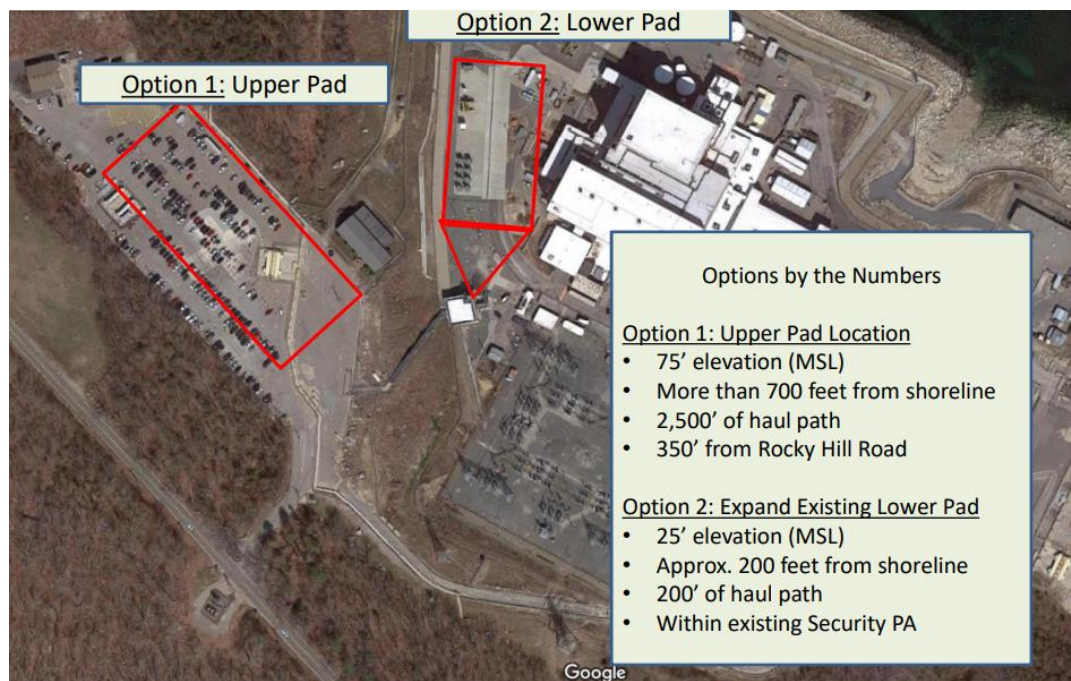 Option 2: Lower Pad
Option 1: Upper Pad
Options by the Numbers
Option 1: Upper Pad Location
• 75’ elevation (MSL)
• More than 700 feet from shoreline
• 2,500’ of haul path
• 350’ from Rocky Hill Road
Option 2: Expand Existing Lower Pad
• 25’ elevation (MSL)
• Approx. 200 feet from shoreline
• 200’ of haul path
• Within existing Security PA
Google